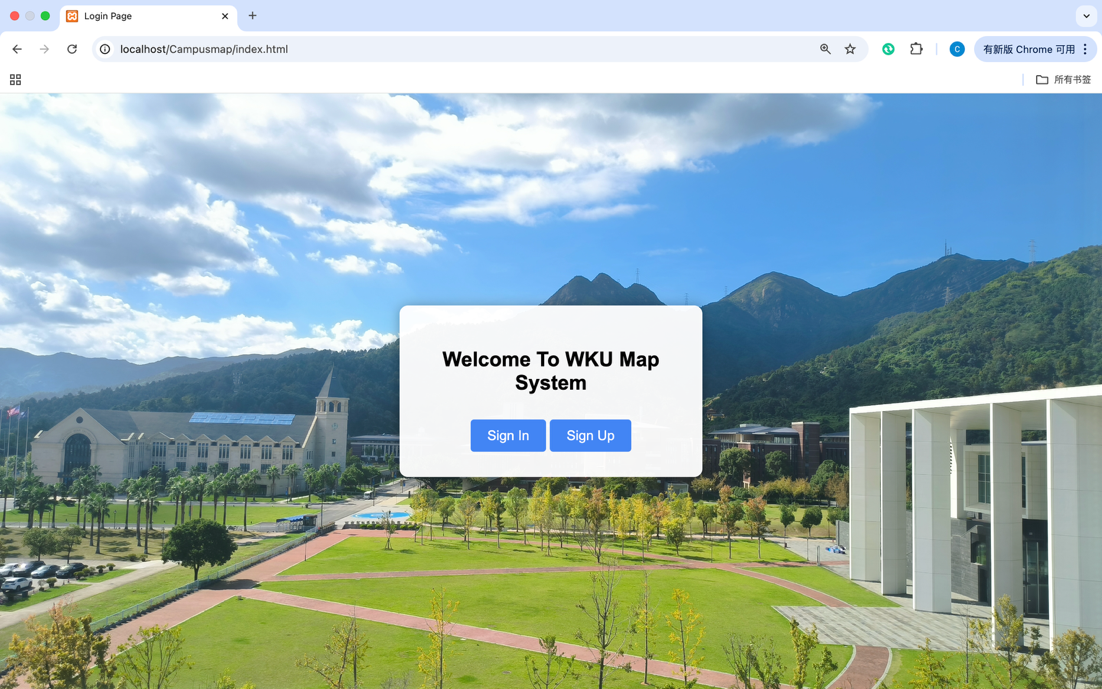 Login Page
localhost/Campusmap/index.html
C
有新版 Chrome 可用
所有书签
Welcome To WKU Map
System
Sign In
Sign Up